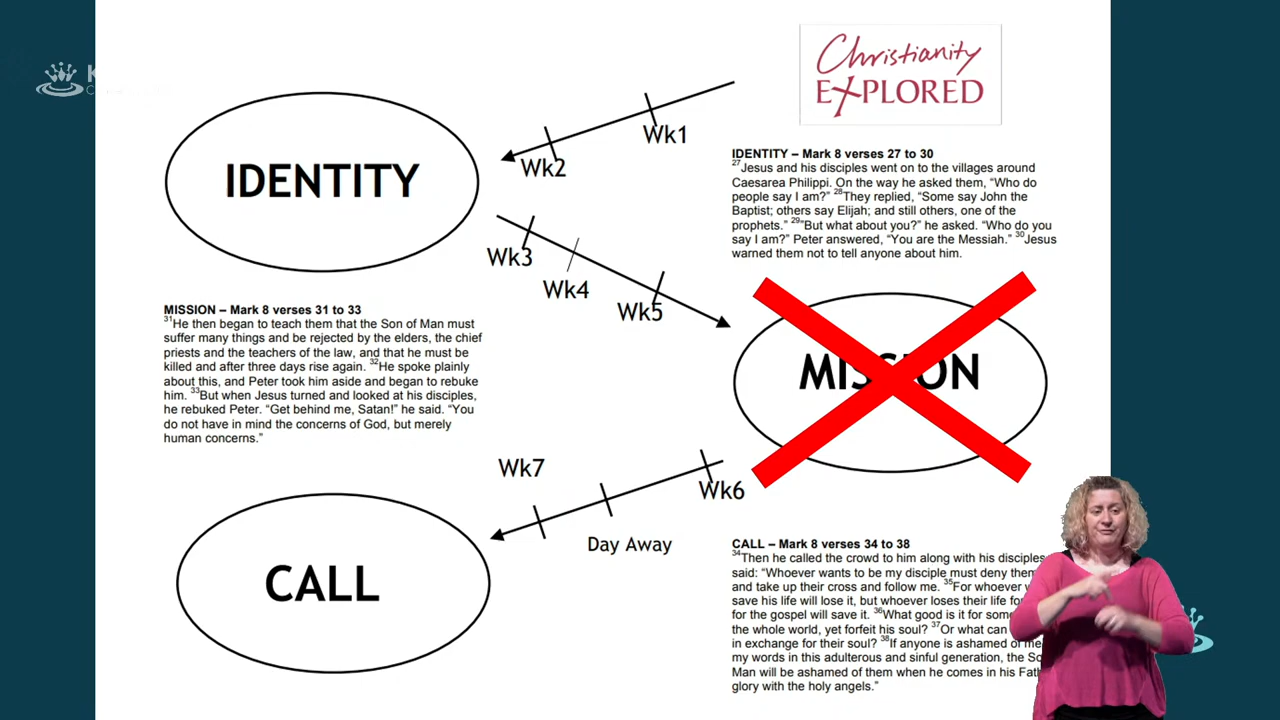 Christianity
EXPLORED
IDENTITY
Wk1
Wk2
IDENTITY – Mark 8 verses 27 to 30
27Jesus and his disciples went on to the villages around
Caesarea Philippi. On the way he asked them, “Who do
people say I am?” 28They replied, “Some say John the
Baptist; others say Elijah; and still others, one of the
prophets.” 29“But what about you?” he asked. “Who do you
say I am?” Peter answered, “You are the Messiah.” 30Jesus
warned them not to tell anyone about him.
Wk3
Wk4
Wk5
MISSION – Mark 8 verses 31 to 33
31He then began to teach them that the Son of Man must
suffer many things and be rejected by the elders, the chief
priests and the teachers of the law, and that he must be
killed and after three days rise again. 32He spoke plainly
about this, and Peter took him aside and began to rebuke
him. 33But when Jesus turned and looked at his disciples,
he rebuked Peter. “Get behind me, Satan!” he said. “You
do not have in mind the concerns of God, but merely
human concerns.”
MISSION
Wk7
Wk6
Day Away
CALL
CALL – Mark 8 verses 34 to 38
34Then he called the crowd to him along with his disciples
said: “Whoever wants to be my disciple must deny
and take up their cross and follow me. 35For whoever
save his life will lose it, but whoever loses their life
for the gospel will save it. 36What good is it for
the whole world, yet forfeit his soul? 37Or what can
in exchange for their soul? 38If anyone is ashamed of me
my words in this adulterous and sinful generation, the
Man will be ashamed of them when he comes in his
glory with the holy angels.”